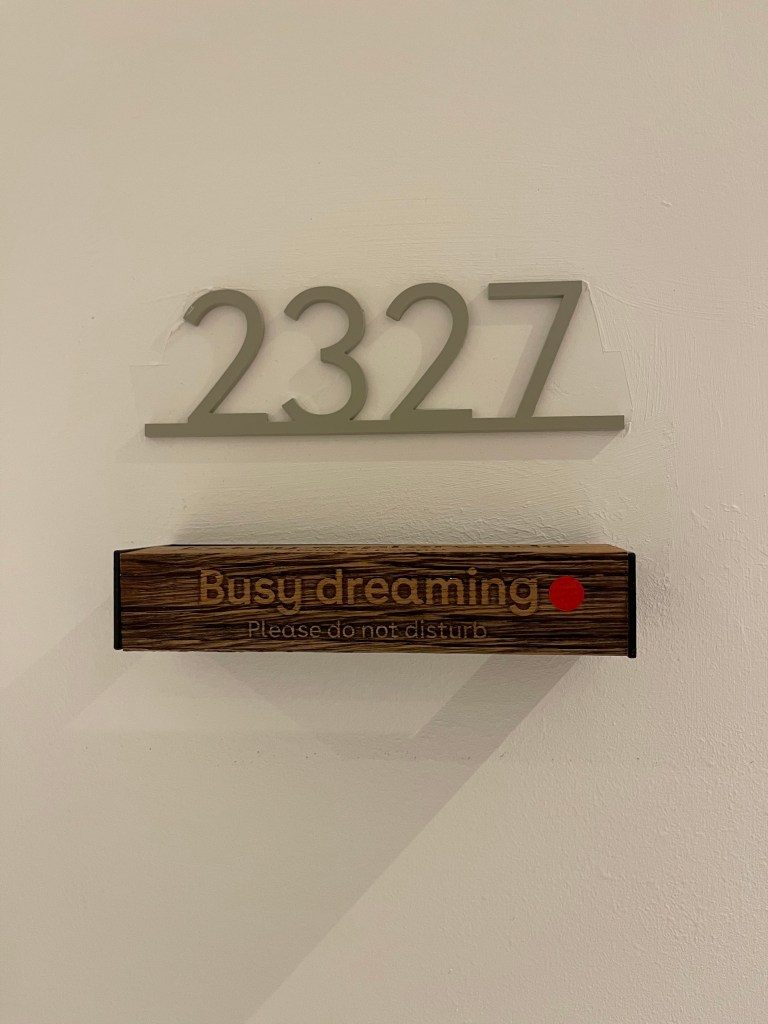 2327
Busy dreaming
Please do not disturb